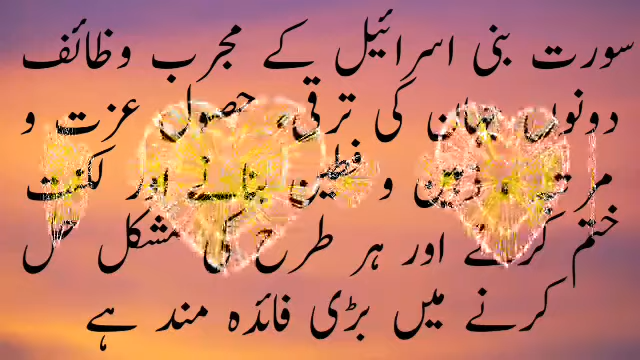 سورت بنی اسرائیل کے مجرب وظائف
دونوں جہان کی ترقی، حصول عزت و
مرتبہ، ذہین و فطین بنانے اور لکنت
ختم کرنے اور ہر طرح کی مشکل حل
کرنے میں بڑی فائدہ مند ہے